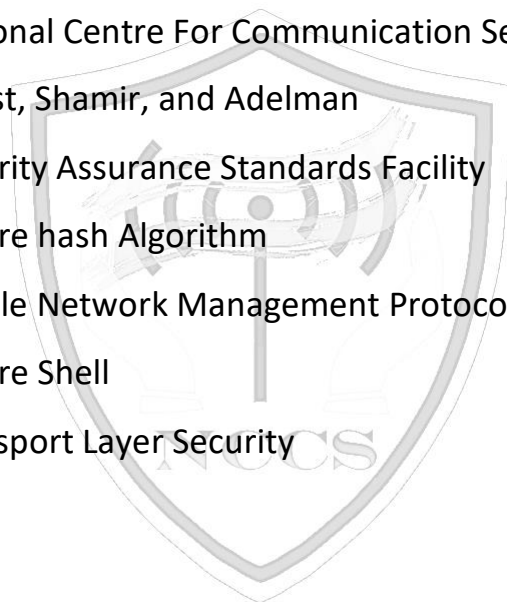 onal Centre For Communication Se
st, Shamir, and Adelman
rity Assurance Standards Facility
re hash Algorithm
le Network Management Protoco
re Shell
sport Layer Security
NCCS